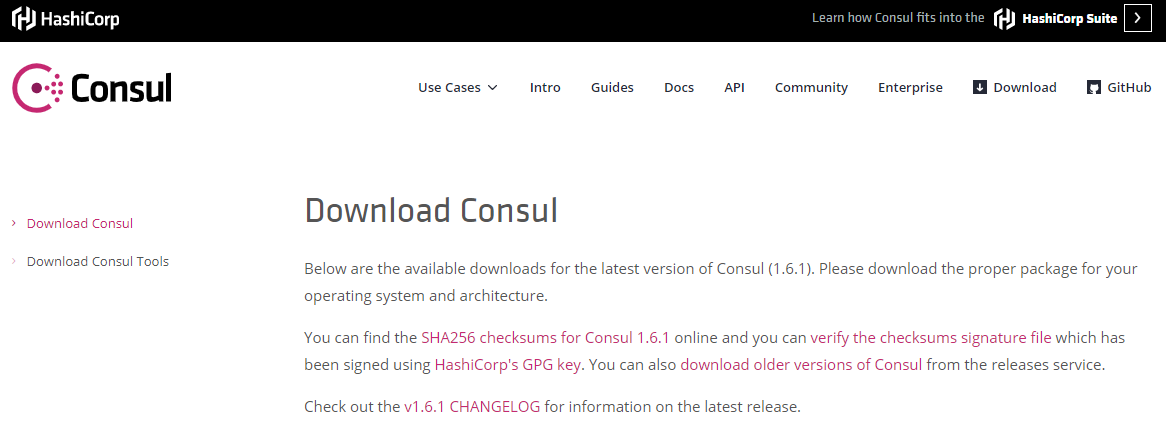 HashiCorp
Learn how Consul fits into the HashiCorp Suite
Consul
Use Cases Intro Guides Docs API Community Enterprise Download GitHub
Download Consul
Download Consul Tools
Download Consul
Below are the available downloads for the latest version of Consul (1.6.1). Please download the proper package for your
operating system and architecture.
You can find the SHA256 checksums for Consul 1.6.1 online and you can verify the checksums signature file which has
been signed using HashiCorp's GPG key. You can also download older versions of Consul from the releases service.
Check out the v1.6.1 CHANGELOG for information on the latest release.